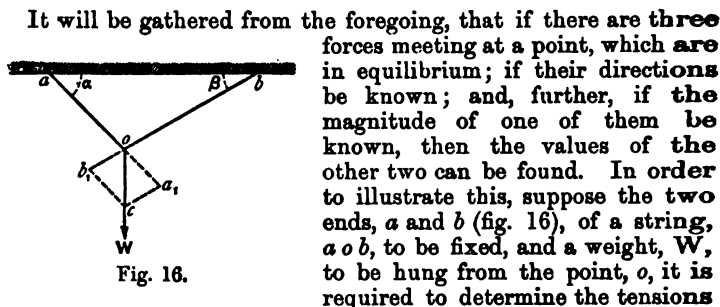 It will be gathered from the foregoing, that if there are three
forces meeting at a point, which are
in equilibrium; if their directions
be known; and, further, if the
magnitude of one of them be
known, then the values of the
other two can be found. In order
to illustrate this, suppose the two
ends, a and b (fig. 16), of a string,
a o b, to be fixed, and a weight, W,
to be hung from the point, o, it is
required to determine the tensions
a α β b
o
b₁ a₁
c
W
Fig. 16.